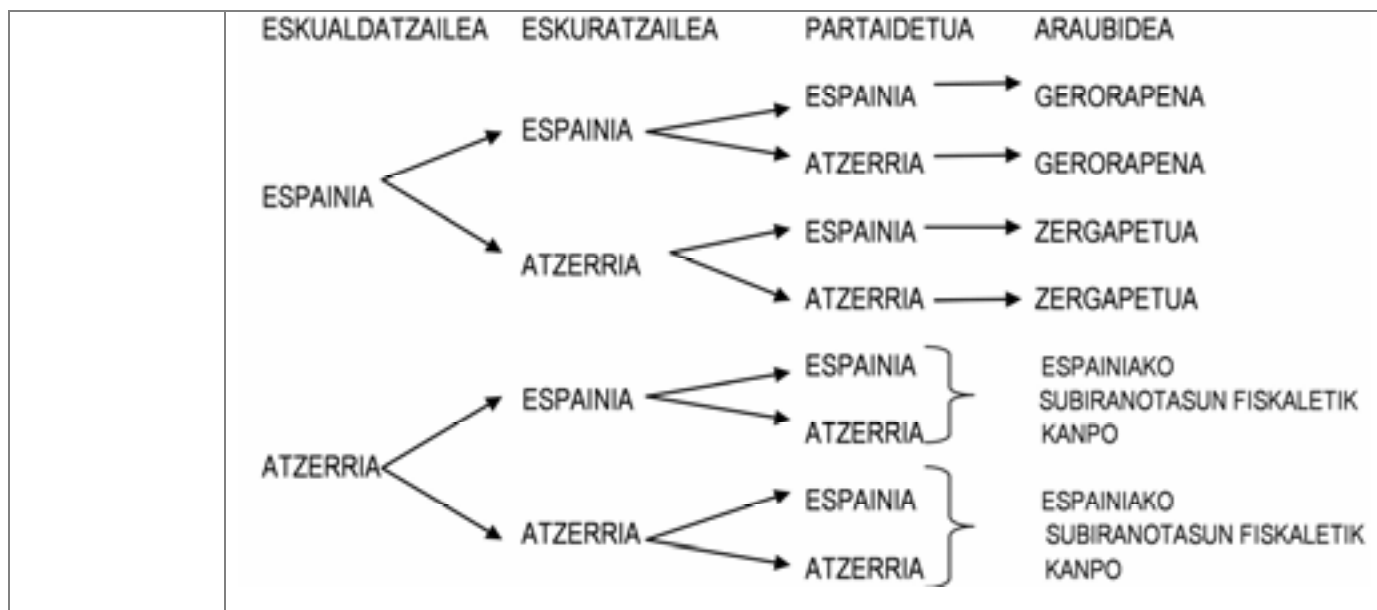 ESKUALDATZAILEA ESKURATZAILEA PARTAIDETUA ARAUBIDEA
ESPAINIA GERORAPENA
ESPAINIA
ATZERRIA GERORAPENA
ESPAINIA
ESPAINIA ZERGAPETUA
ATZERRIA
ATZERRIA ZERGAPETUA
ESPAINIA ESPAINIAKO
ESPAINIA SUBIRANOTASUN FISKALETIK
ATZERRIA KANPO
ATZERRIA
ESPAINIA ESPAINIAKO
ATZERRIA SUBIRANOTASUN FISKALETIK
ATZERRIA KANPO